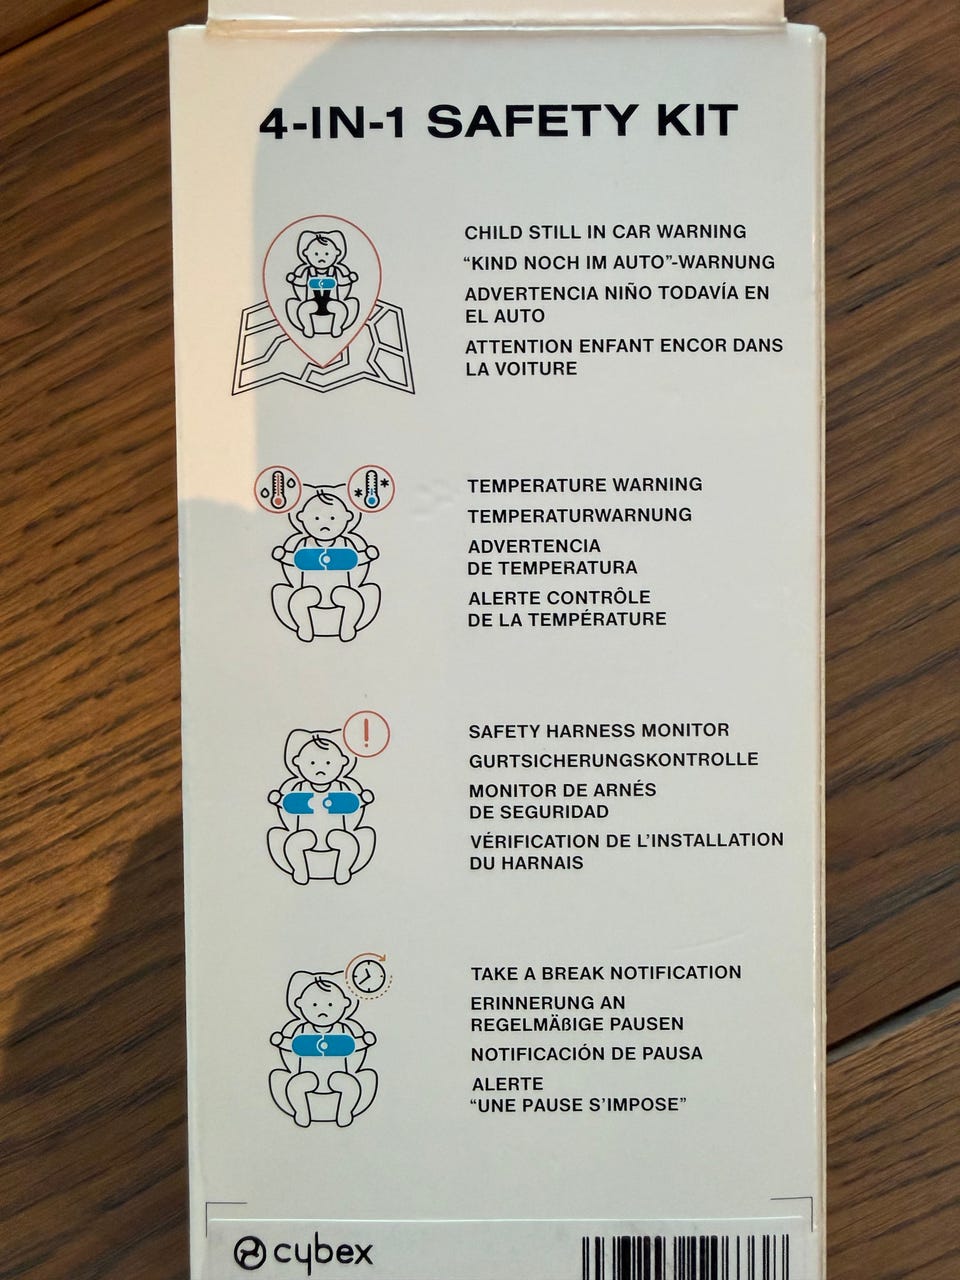 4-IN-1 SAFETY KIT
CHILD STILL IN CAR WARNING
“KIND NOCH IM AUTO”-WARNUNG
ADVERTENCIA NIÑO TODAVÍA EN
EL AUTO
ATTENTION ENFANT ENCOR DANS
LA VOITURE
TEMPERATURE WARNING
TEMPERATURWARNUNG
ADVERTENCIA
DE TEMPERATURA
ALERTE CONTRÔLE
DE LA TEMPÉRATURE
SAFETY HARNESS MONITOR
GURTSICHERUNGSKONTROLLE
MONITOR DE ARNÉS
DE SEGURIDAD
VÉRIFICATION DE L’INSTALLATION
DU HARNAIS
TAKE A BREAK NOTIFICATION
ERINNERUNG AN
REGELMÄßIGE PAUSEN
NOTIFICACIÓN DE PAUSA
ALERTE
“UNE PAUSE S’IMPOSE”
cybex